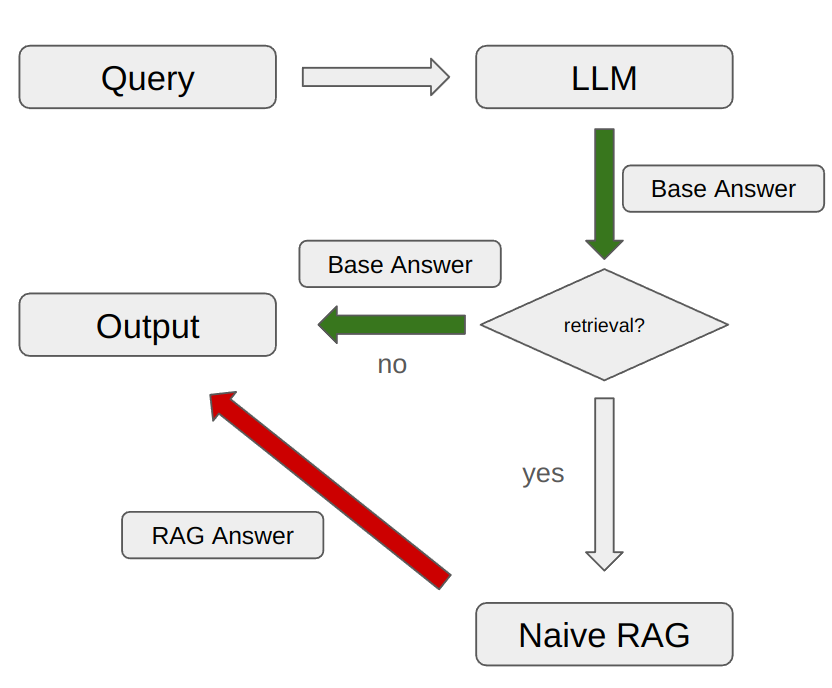 Query
LLM
Base Answer
Base Answer
Output
retrieval?
no
yes
RAG Answer
Naive RAG